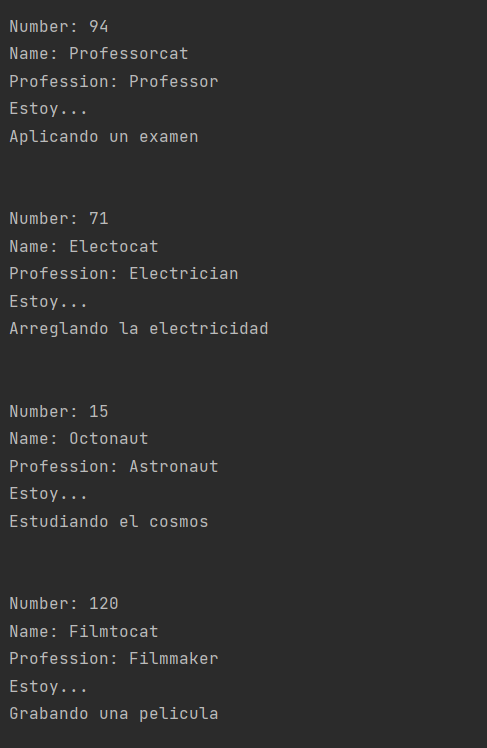 Number: 94
Name: Professorcat
Profession: Professor
Estoy...
Aplicando un examen
Number: 71
Name: Electocat
Profession: Electrician
Estoy...
Arreglando la electricidad
Number: 15
Name: Octonaut
Profession: Astronaut
Estoy...
Estudiando el cosmos
Number: 120
Name: Filmtocat
Profession: Filmmaker
Estoy...
Grabando una pelicula